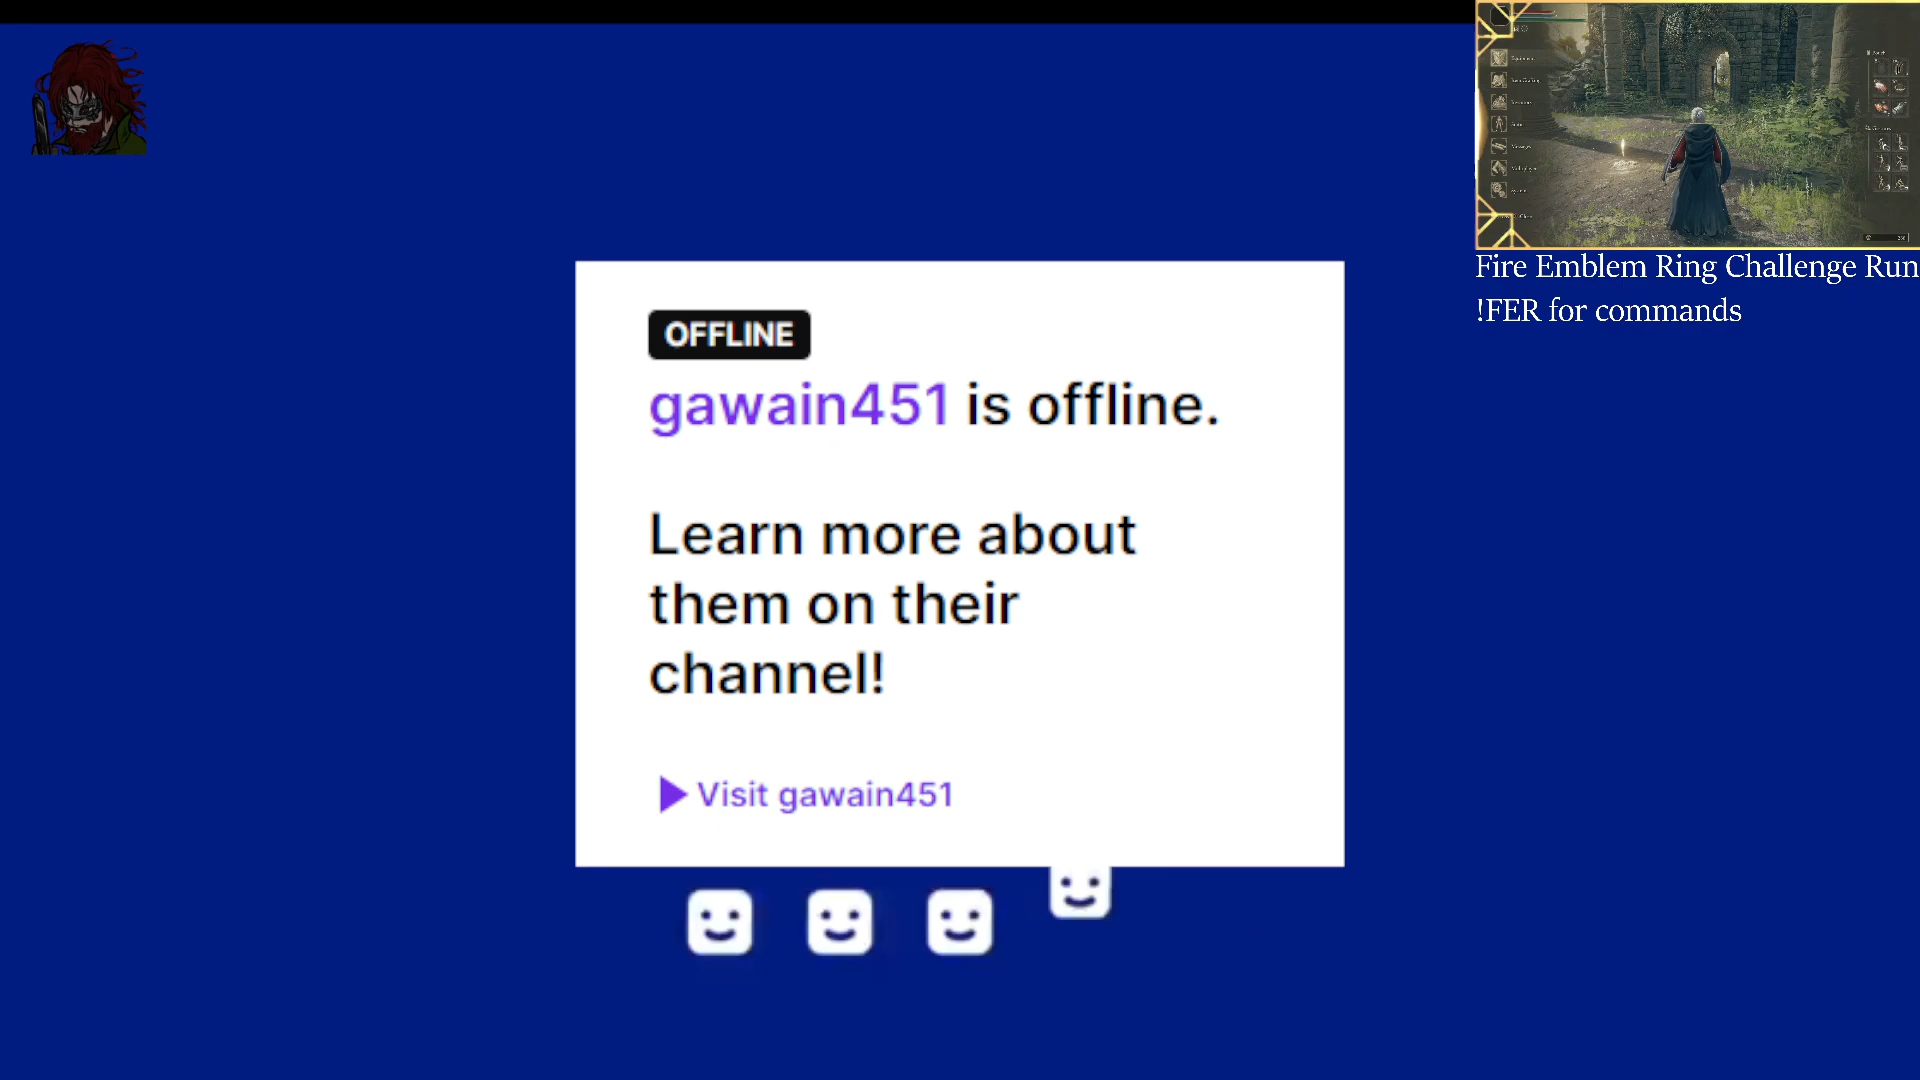 OFFLINE
gawain451 is offline.
Learn more about
them on their
channel!
Visit gawain451
Fire Emblem Ring Challenge Run
!FER for commands